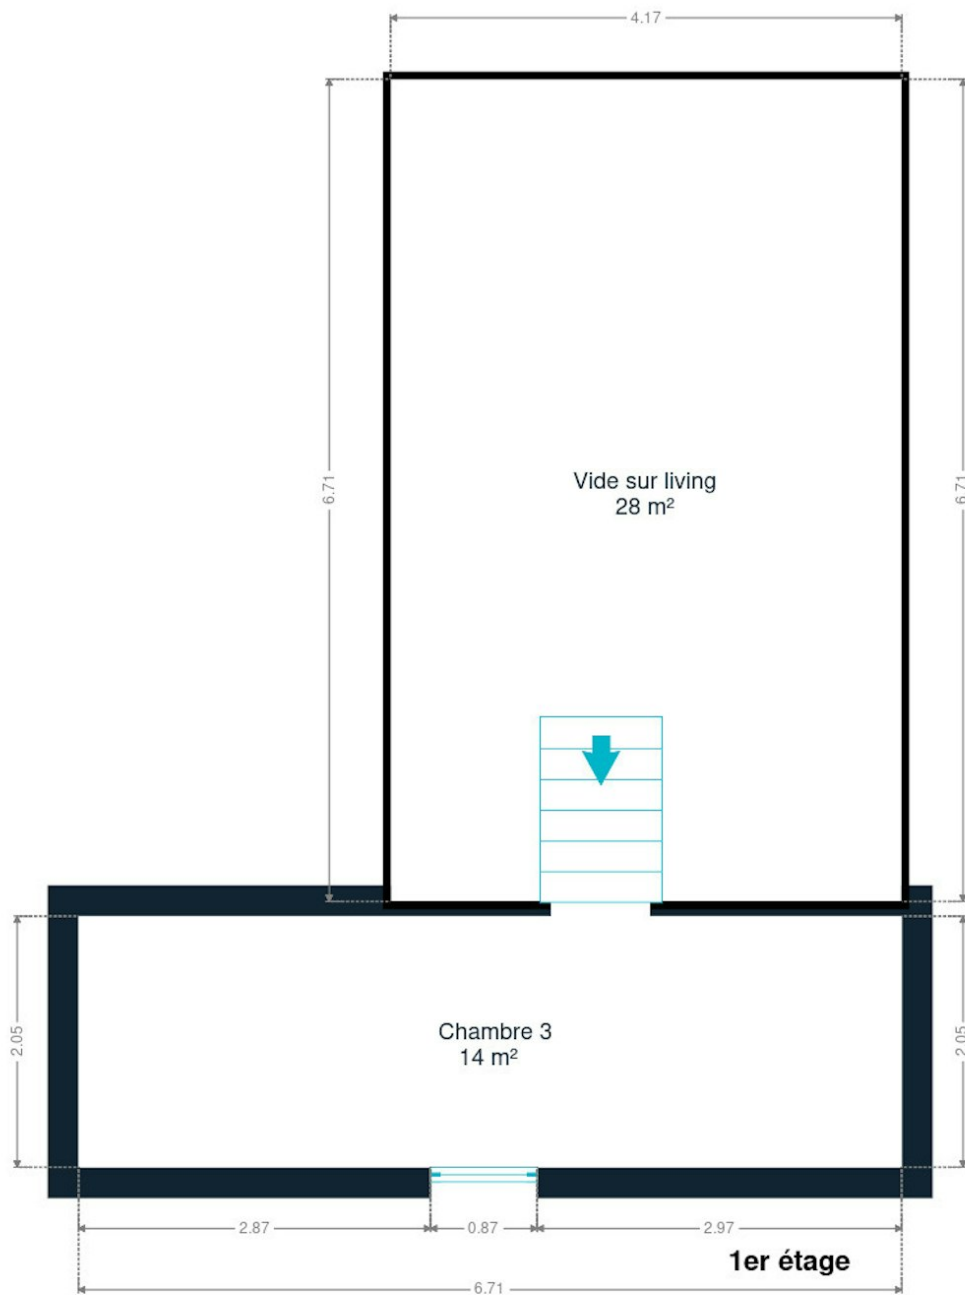 4.17
6.71
6.71
Vide sur living
28 m²
2.05
2.05
Chambre 3
14 m²
2.87
0.87
2.97
1er étage
6.71